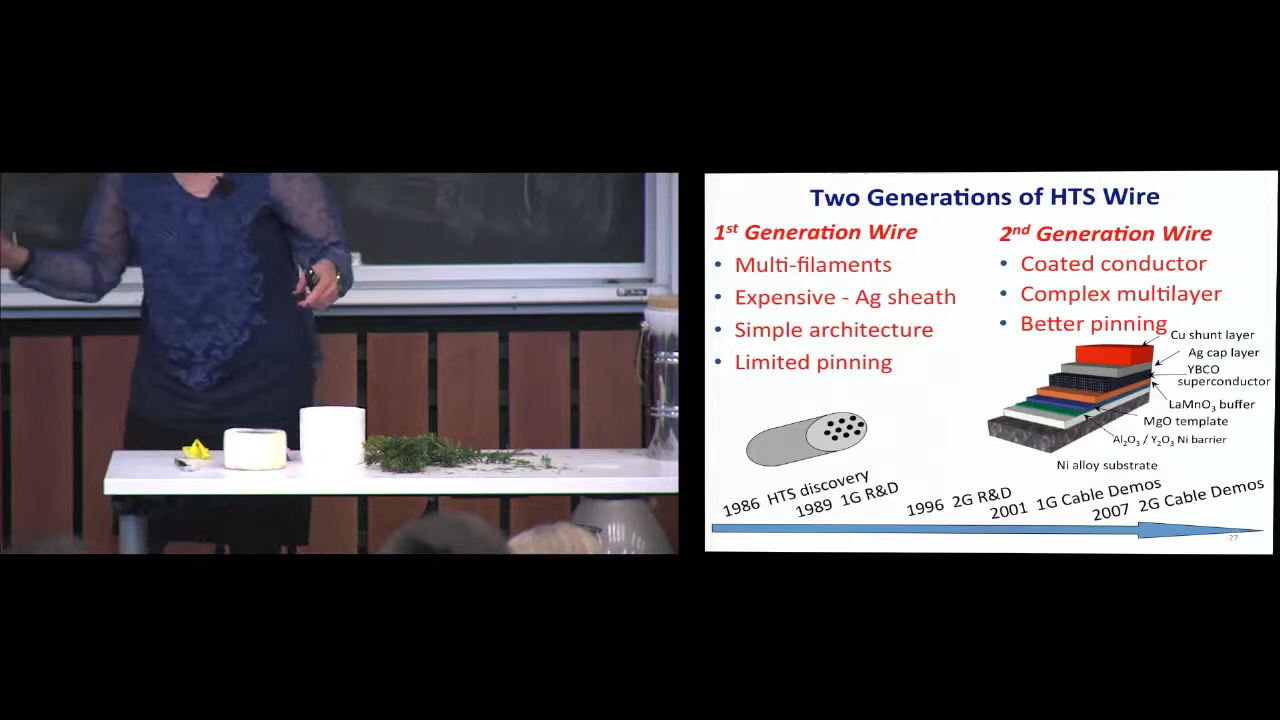 Two Generations of HTS Wire
1st Generation Wire
• Multi-filaments
• Expensive - Ag sheath
• Simple architecture
• Limited pinning
2nd Generation Wire
• Coated conductor
• Complex multilayer
• Better pinning
Cu shunt layer
Ag cap layer
YBCO
superconductor
LaMnO₃ buffer
MgO template
Al₂O₃ / Y₂O₃ Ni barrier
Ni alloy substrate
1986 HTS discovery
1989 1G R&D
1996 2G R&D
2001 1G Cable Demos
2007 2G Cable Demos
27